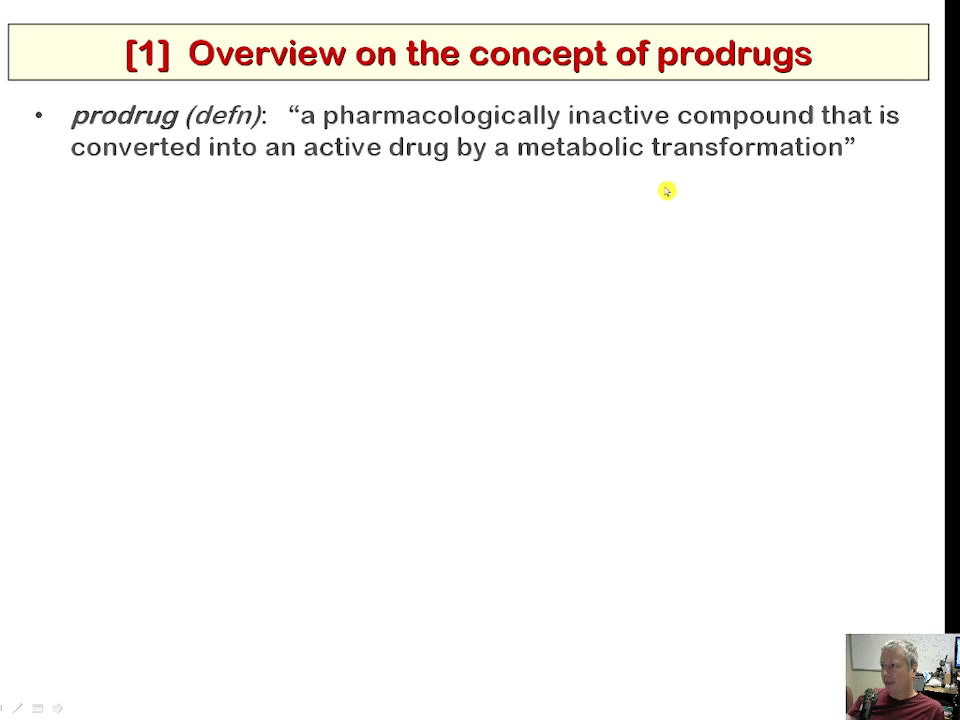 [1] Overview on the concept of prodrugs
• prodrug (defn): “a pharmacologically inactive compound that is
converted into an active drug by a metabolic transformation”